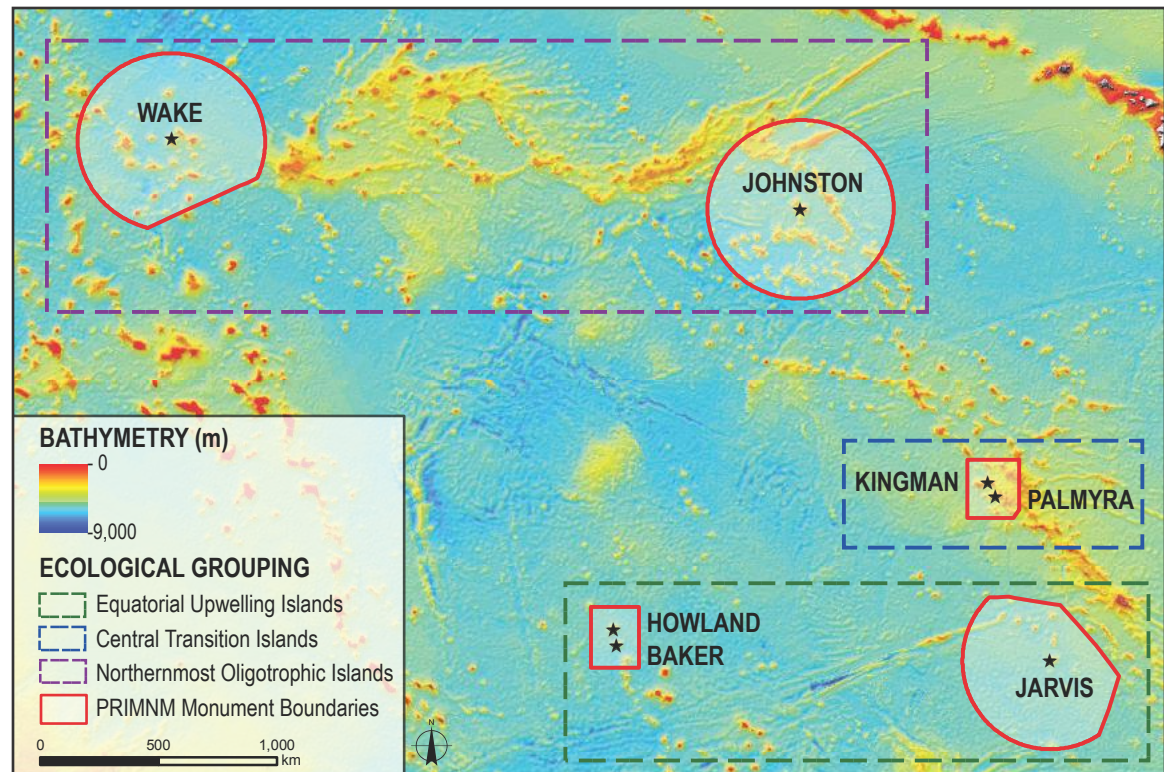 WAKE
JOHNSTON
KINGMAN
PALMYRA
HOWLAND
BAKER
JARVIS
BATHYMETRY (m)
- 0
-9,000
ECOLOGICAL GROUPING
Equatorial Upwelling Islands
Central Transition Islands
Northernmost Oligotrophic Islands
PRIMNM Monument Boundaries
0 500 1,000
km
N